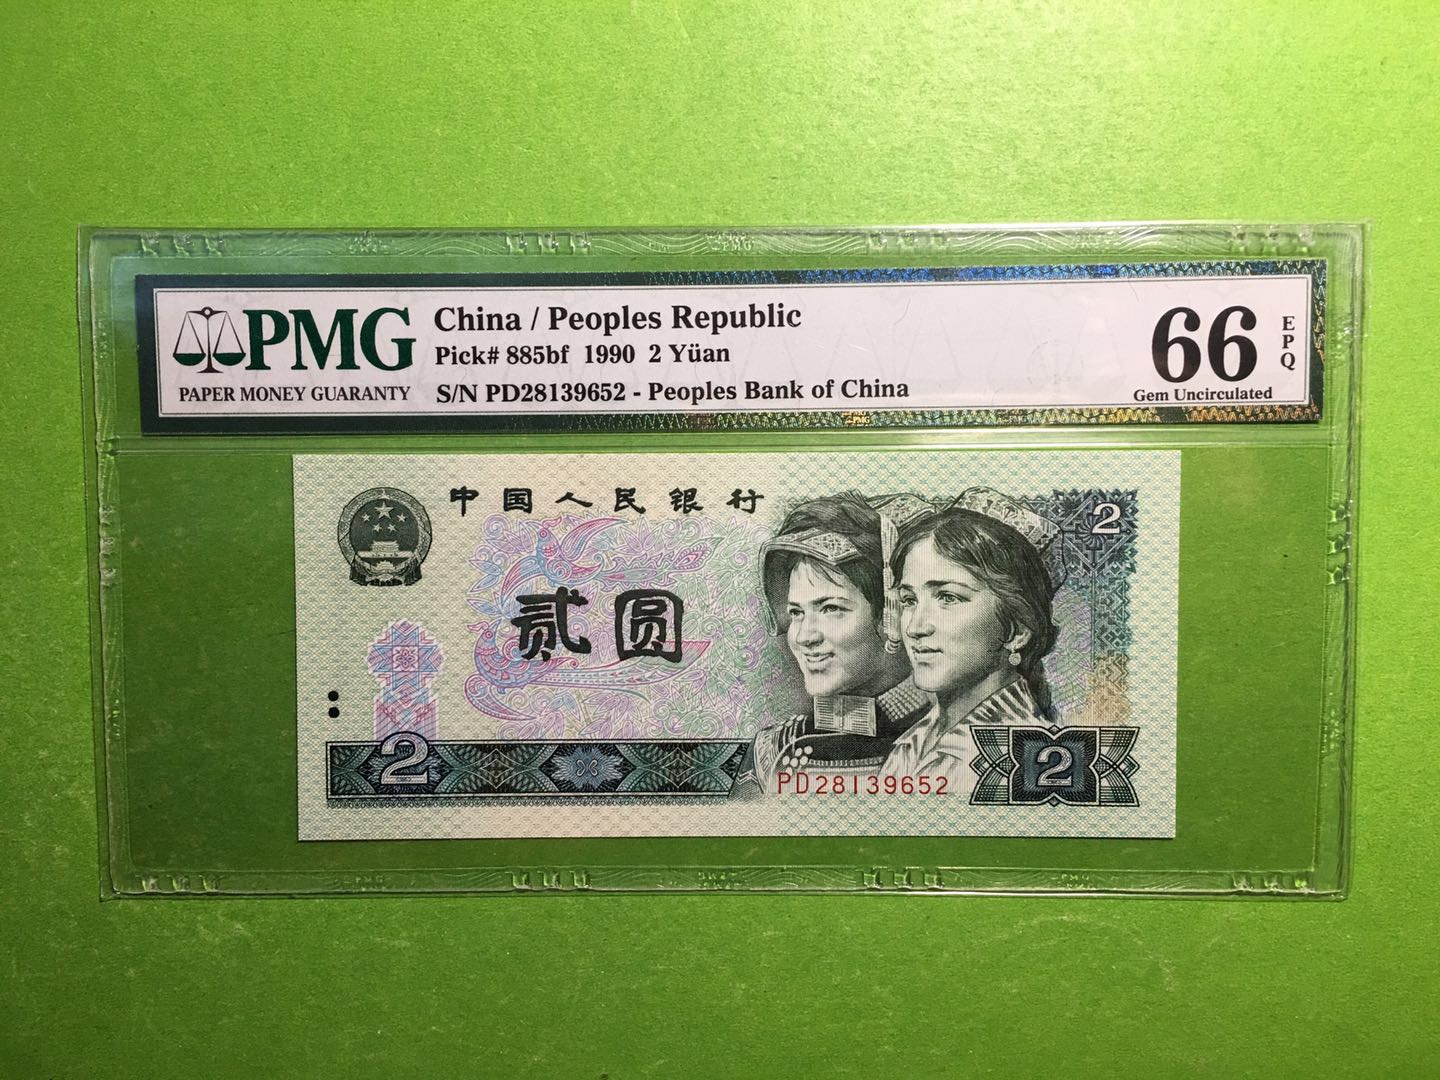 PMG
PAPER MONEY GUARANTY
China / Peoples Republic
Pick# 885bf 1990 2 Yüan
S/N PD28139652 - Peoples Bank of China
66
EPQ
Gem Uncirculated
中国人民银行
2
贰圆
2
PD28139652
2